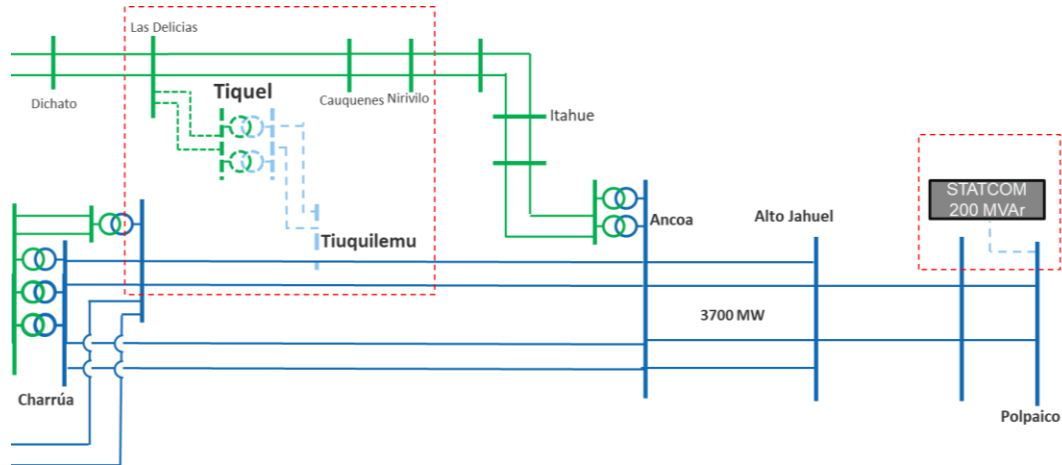 Las Delicias
Dichato
Tiquel
Cauquenes
Nirivilo
Itahue
Tiuquilemu
Ancoa
Alto Jahuel
STATCOM
200 MVAr
3700 MW
Charrúa
Polpaico